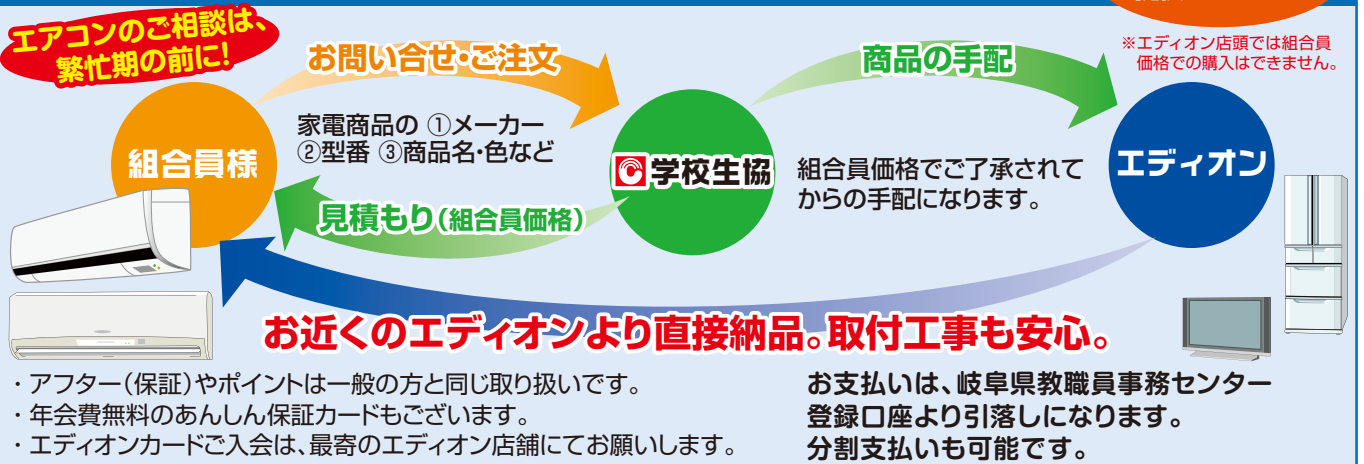 エアコンのご相談は、
繁忙期の前に!
お問い合せ・ご注文
商品の手配
※エディオン店頭では組合員
価格での購入はできません。
家電商品の ①メーカー
②型番 ③商品名・色など
組合員様
学校生協
組合員価格でご了承されて
からの手配になります。
エディオン
見積もり(組合員価格)
お近くのエディオンより直接納品。取付工事も安心。
・アフター(保証)やポイントは一般の方と同じ取り扱いです。
・年会費無料のあんしん保証カードもございます。
・エディオンカードご入会は、最寄のエディオン店舗にてお願いします。
お支払いは、岐阜県教職員事務センター
登録口座より引落しになります。
分割支払いも可能です。